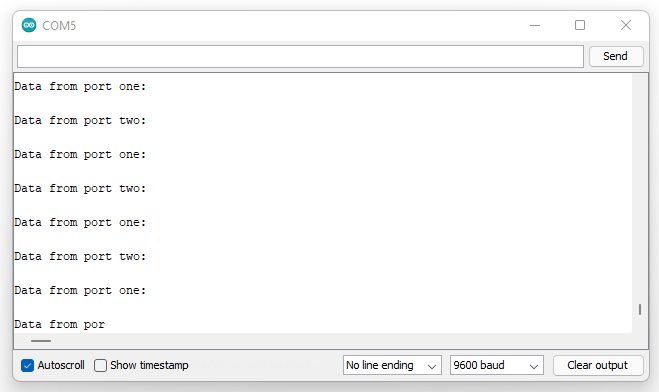 COM5
Send
Data from port one:
Data from port two:
Data from port one:
Data from port two:
Data from port one:
Data from port two:
Data from port one:
Data from por
Autoscroll Show timestamp No line ending 9600 baud Clear output